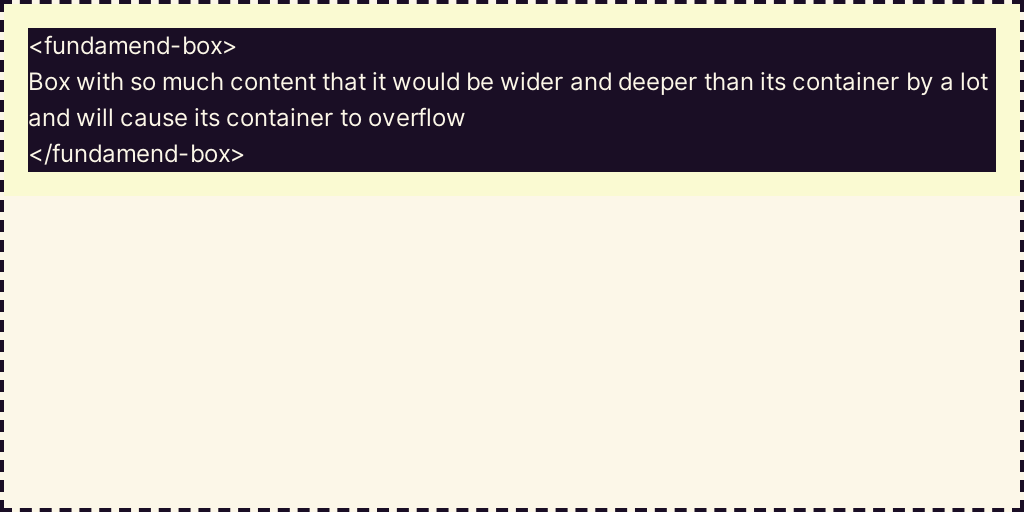 <fundamend-box>
Box with so much content that it would be wider and deeper than its container by a lot
and will cause its container to overflow
</fundamend-box>